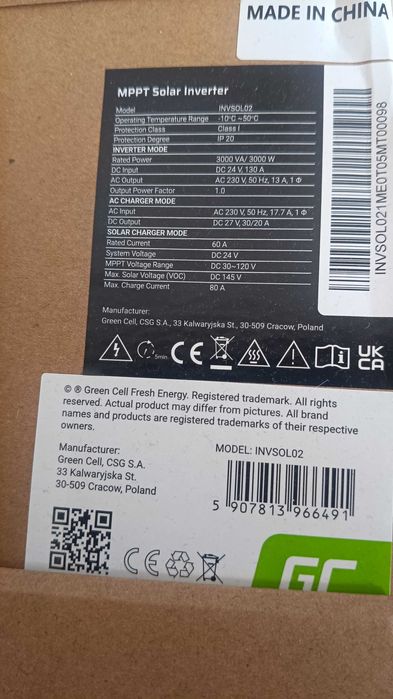 MADE IN CHINA
MPPT Solar Inverter
Model INVSOL02
Operating Temperature Range -10°C ~50°C
Protection Class Class I
Protection Degree IP 20
INVERTER MODE
Rated Power 3000 VA/ 3000 W
DC Input DC 24 V, 130 A
AC Output AC 230 V, 50 Hz, 13 A, 1 Φ
Output Power Factor 1.0
AC CHARGER MODE
AC Input AC 230 V, 50 Hz, 17.7 A, 1 Φ
DC Output DC 27 V, 30/20 A
SOLAR CHARGER MODE
Rated Current 60 A
System Voltage DC 24 V
MPPT Voltage Range DC 30~120 V
Max. Solar Voltage (VOC) DC 145 V
Max. Charge Current 80 A
INVSOL021ME0T05MT00098
Manufacturer:
Green Cell, CSG S.A., 33 Kalwaryjska St., 30-509 Cracow, Poland
5min CE UK CA
© ® Green Cell Fresh Energy. Registered trademark. All rights
reserved. Actual product may differ from pictures. All brand
names and products are registered trademarks of their respective
owners.
Manufacturer:
Green Cell, CSG S.A.
33 Kalwaryjska St.
30-509 Cracow, Poland
MODEL: INVSOL02
5 907813 966491
CE
GC